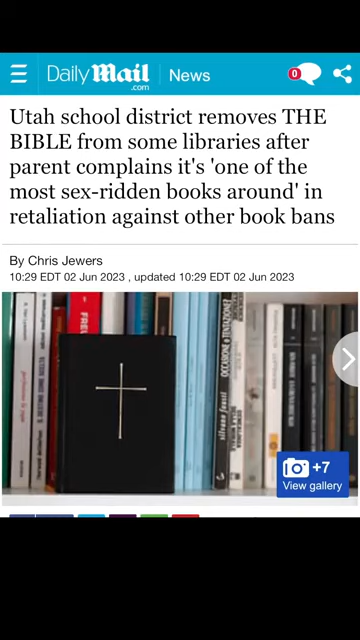 Daily Mail .com News 0
Utah school district removes THE
BIBLE from some libraries after
parent complains it's 'one of the
most sex-ridden books around' in
retaliation against other book bans
By Chris Jewers
10:29 EDT 02 Jun 2023 , updated 10:29 EDT 02 Jun 2023
+7
View gallery